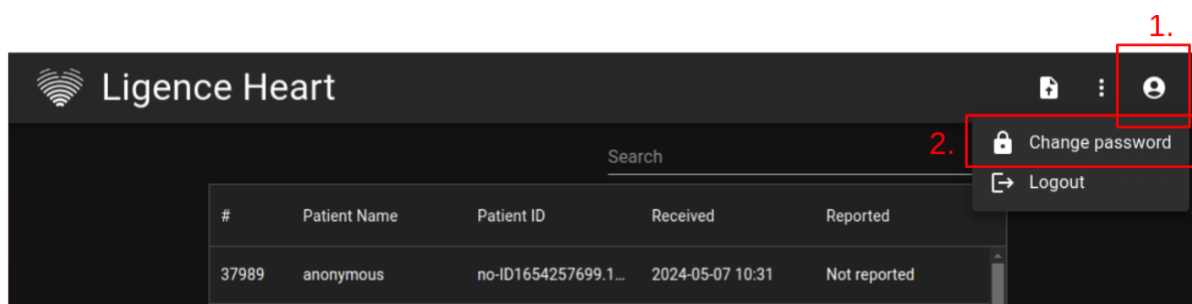 1.
Ligence Heart
2.
Change password
Search
Logout
# Patient Name Patient ID Received Reported
37989 anonymous no-ID1654257699.1... 2024-05-07 10:31 Not reported